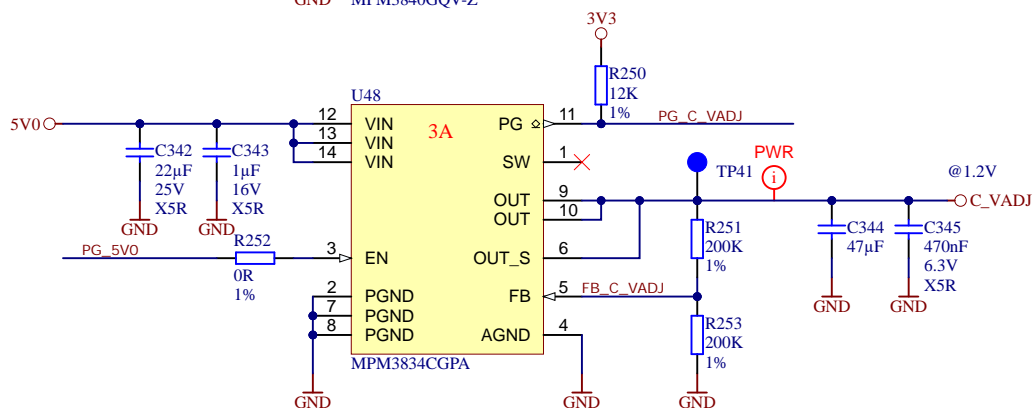 GND MPM3840GQV-Z
3V3
R250
12K
1%
U48
5V0
12 VIN
13 VIN
14 VIN
3A
PG 11
PG_C_VADJ
C342
22µF
25V
X5R
GND
C343
1µF
16V
X5R
GND
SW 1
TP41
PWR
i
@1.2V
C_VADJ
OUT 9
OUT 10
R251
200K
1%
C344
47µF
GND
C345
470nF
6.3V
X5R
GND
PG_5V0
R252
0R
1%
3 EN
OUT_S 6
2 PGND
7 PGND
8 PGND
FB 5
FB_C_VADJ
AGND 4
R253
200K
1%
MPM3834CGPA
GND
GND
GND